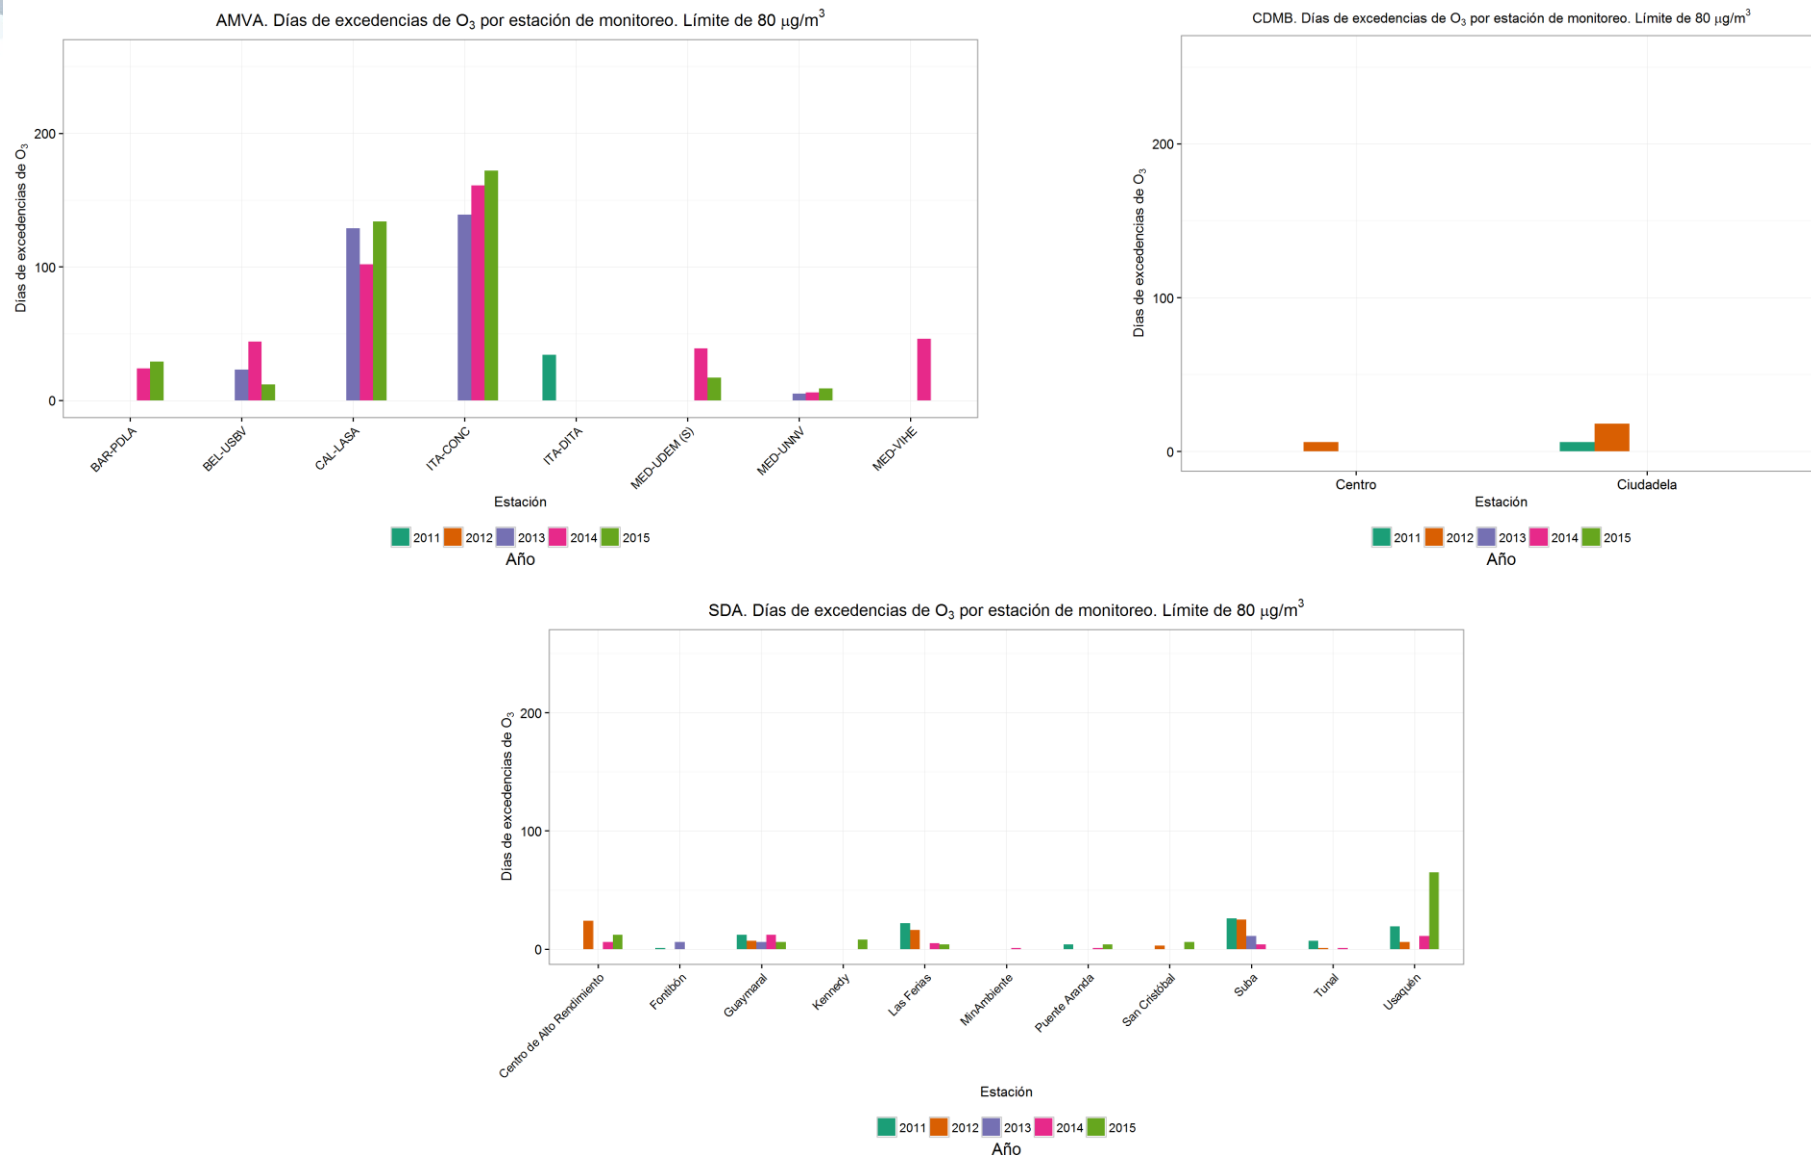 AMVA. Días de excedencias de O₃ por estación de monitoreo. Límite de 80 μg/m³
Días de excedencias de O₃
200
100
0
BAR-PDLA
BEL-USBV
CAL-LASA
ITA-CONC
ITA-DITA
MED-UDEM (S)
MED-UNNV
MED-VIHE
Estación
2011 2012 2013 2014 2015
Año
CDMB. Días de excedencias de O₃ por estación de monitoreo. Límite de 80 μg/m³
Días de excedencias de O₃
200
100
0
Centro
Ciudadela
Estación
2011 2012 2013 2014 2015
Año
SDA. Días de excedencias de O₃ por estación de monitoreo. Límite de 80 μg/m³
Días de excedencias de O₃
200
100
0
Centro de Alto Rendimiento
Fontibón
Guaymaral
Kennedy
Las Ferias
MinAmbiente
Puente Aranda
San Cristóbal
Suba
Tunal
Usaquén
Estación
2011 2012 2013 2014 2015
Año